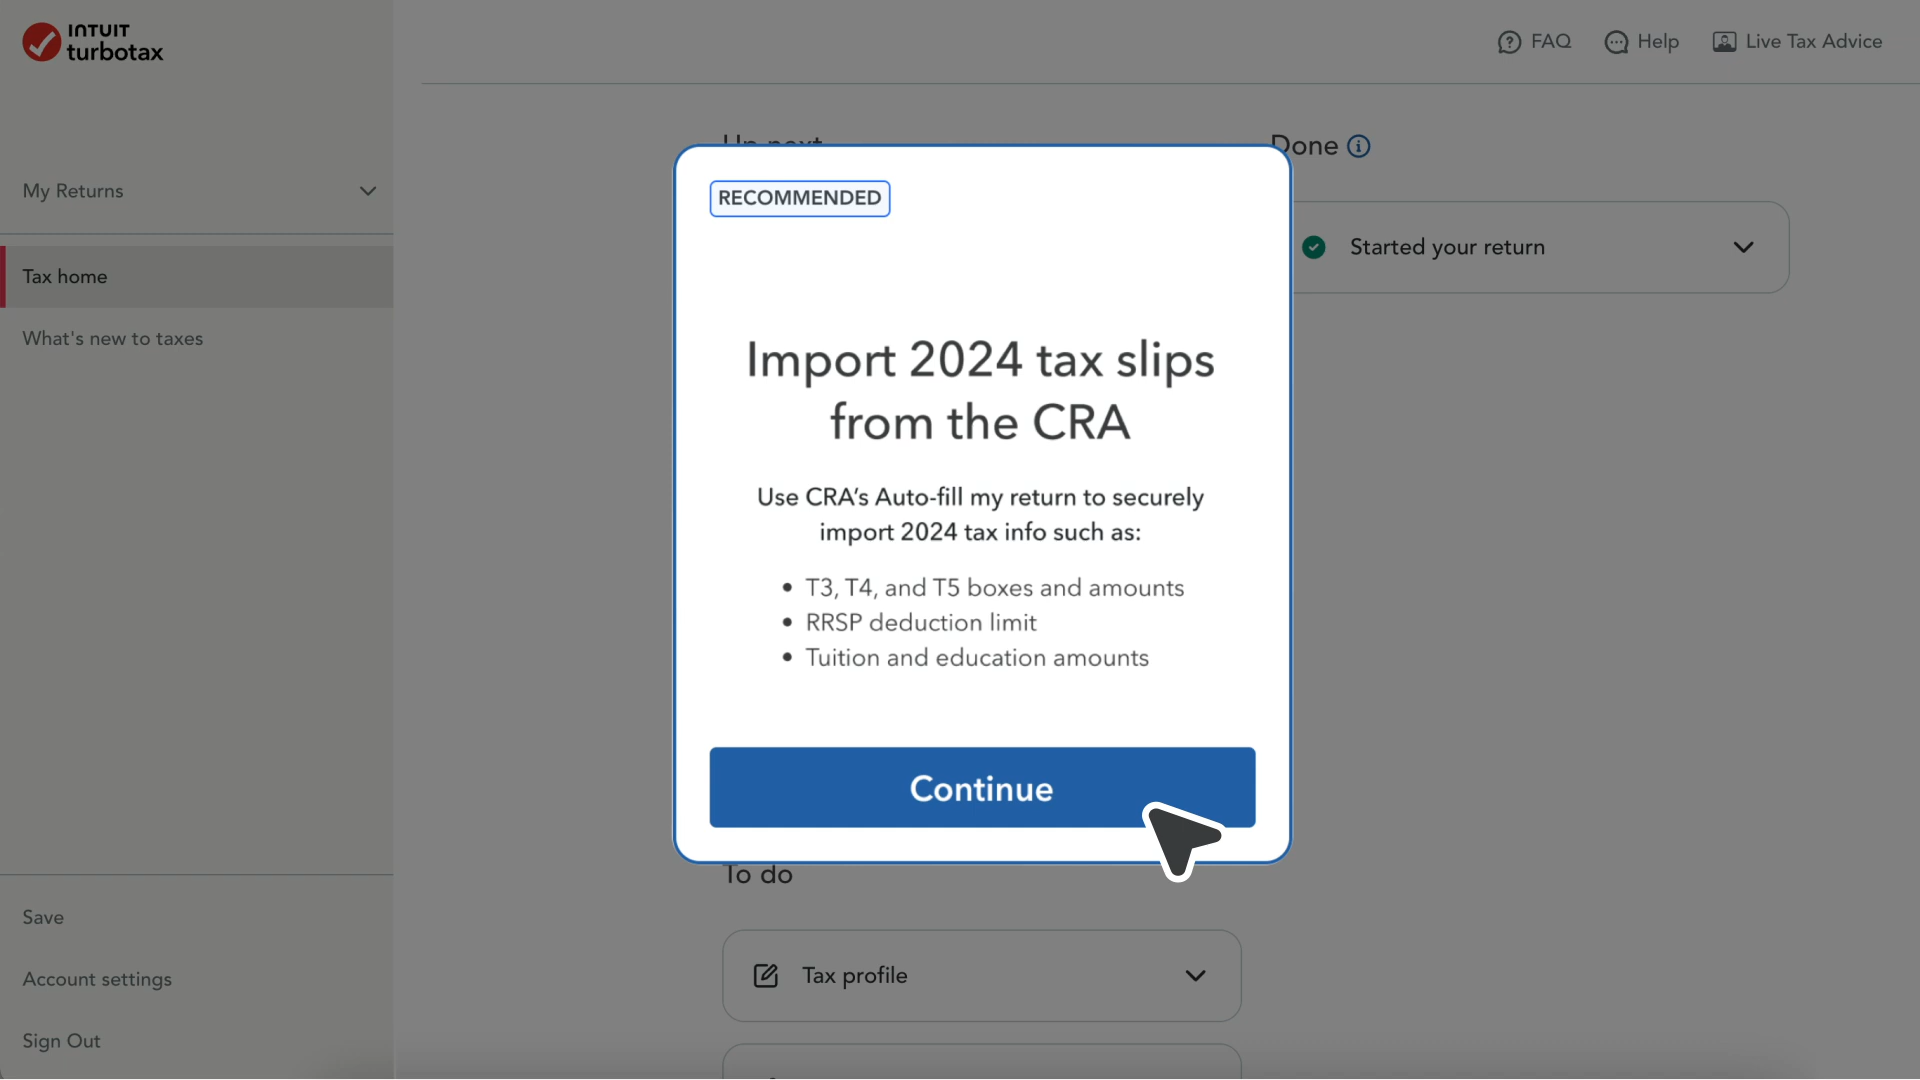 INTUIT
turbotax
FAQ
Help
Live Tax Advice
My Returns
Tax home
What's new to taxes
Save
Account settings
Sign Out
Up next
Done
Started your return
RECOMMENDED
Import 2024 tax slips
from the CRA
Use CRA’s Auto-fill my return to securely
import 2024 tax info such as:
• T3, T4, and T5 boxes and amounts
• RRSP deduction limit
• Tuition and education amounts
Continue
To do
Tax profile